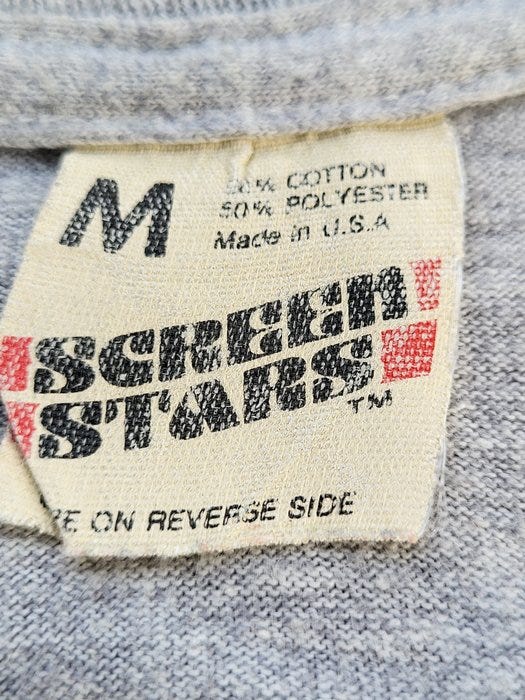 M
50% COTTON
50% POLYESTER
Made in U.S.A
SCREEN
STARS
TM
ON REVERSE SIDE